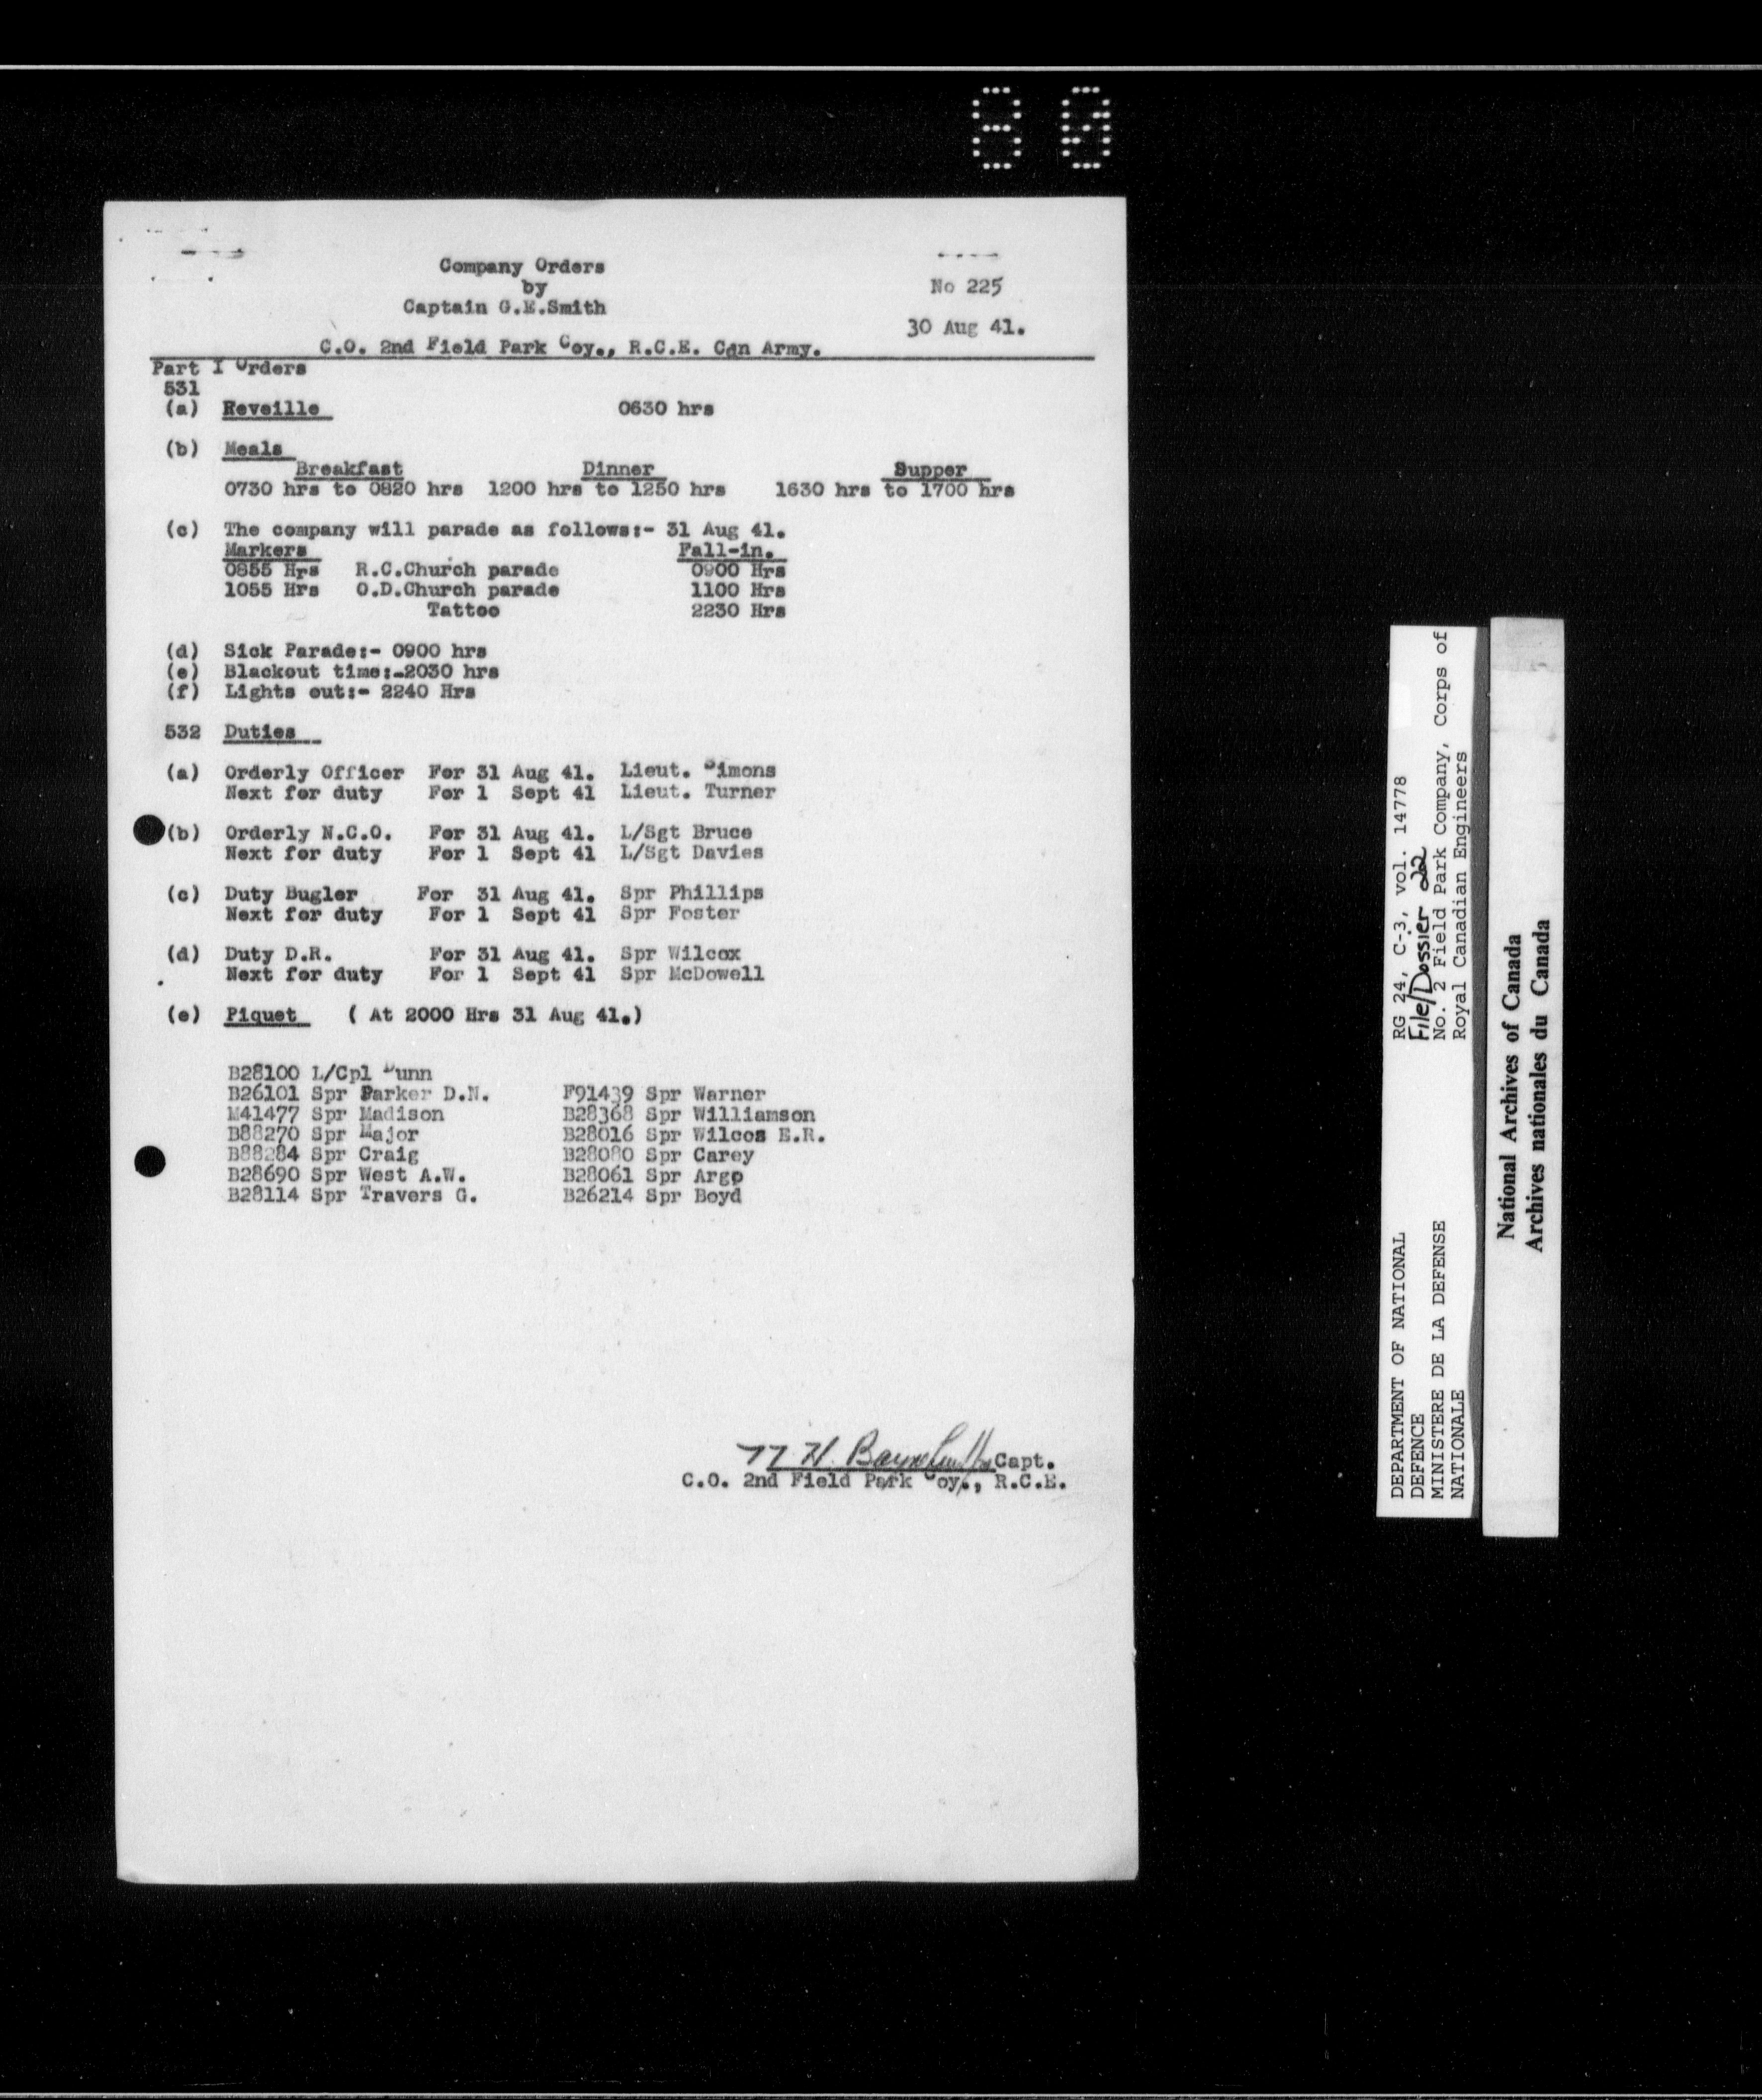 80
Company Orders
by
Captain G.E.Smith
No 225
30 Aug 41.
C.O. 2nd Field Park Coy., R.C.E. Cdn Army.
Part I Orders
531
(a) Reveille 0630 hrs
(b) Meals
Breakfast Dinner Supper
0730 hrs to 0820 hrs 1200 hrs to 1250 hrs 1630 hrs to 1700 hrs
(c) The company will parade as follows:- 31 Aug 41.
Markers Fall-in.
0855 Hrs R.C.Church parade 0900 Hrs
1055 Hrs O.D.Church parade 1100 Hrs
Tattoo 2230 Hrs
(d) Sick Parade:- 0900 hrs
(e) Blackout time:-2030 hrs
(f) Lights out:- 2240 Hrs
532 Duties
(a) Orderly Officer For 31 Aug 41. Lieut. Simons
Next for duty For 1 Sept 41 Lieut. Turner
(b) Orderly N.C.O. For 31 Aug 41. L/Sgt Bruce
Next for duty For 1 Sept 41 L/Sgt Davies
(c) Duty Bugler For 31 Aug 41. Spr Phillips
Next for duty For 1 Sept 41 Spr Foster
(d) Duty D.R. For 31 Aug 41. Spr Wilcox
Next for duty For 1 Sept 41 Spr McDowell
(e) Piquet ( At 2000 Hrs 31 Aug 41.)
B28100 L/Cpl Dunn
B26101 Spr Parker D.N. F91439 Spr Warner
M41477 Spr Madison B28368 Spr Williamson
B88270 Spr Major B28016 Spr Wilcos E.R.
B88284 Spr Craig B28080 Spr Carey
B28690 Spr West A.W. B28061 Spr Argo
B28114 Spr Travers G. B26214 Spr Boyd
Capt.
C.O. 2nd Field Park Coy., R.C.E.
DEPARTMENT OF NATIONAL
DEFENCE
MINISTERE DE LA DEFENSE
NATIONALE
RG 24, C-3, vol. 14778
File/Dossier 22
No. 2 Field Park Company, Corps of
Royal Canadian Engineers
National Archives of Canada
Archives nationales du Canada